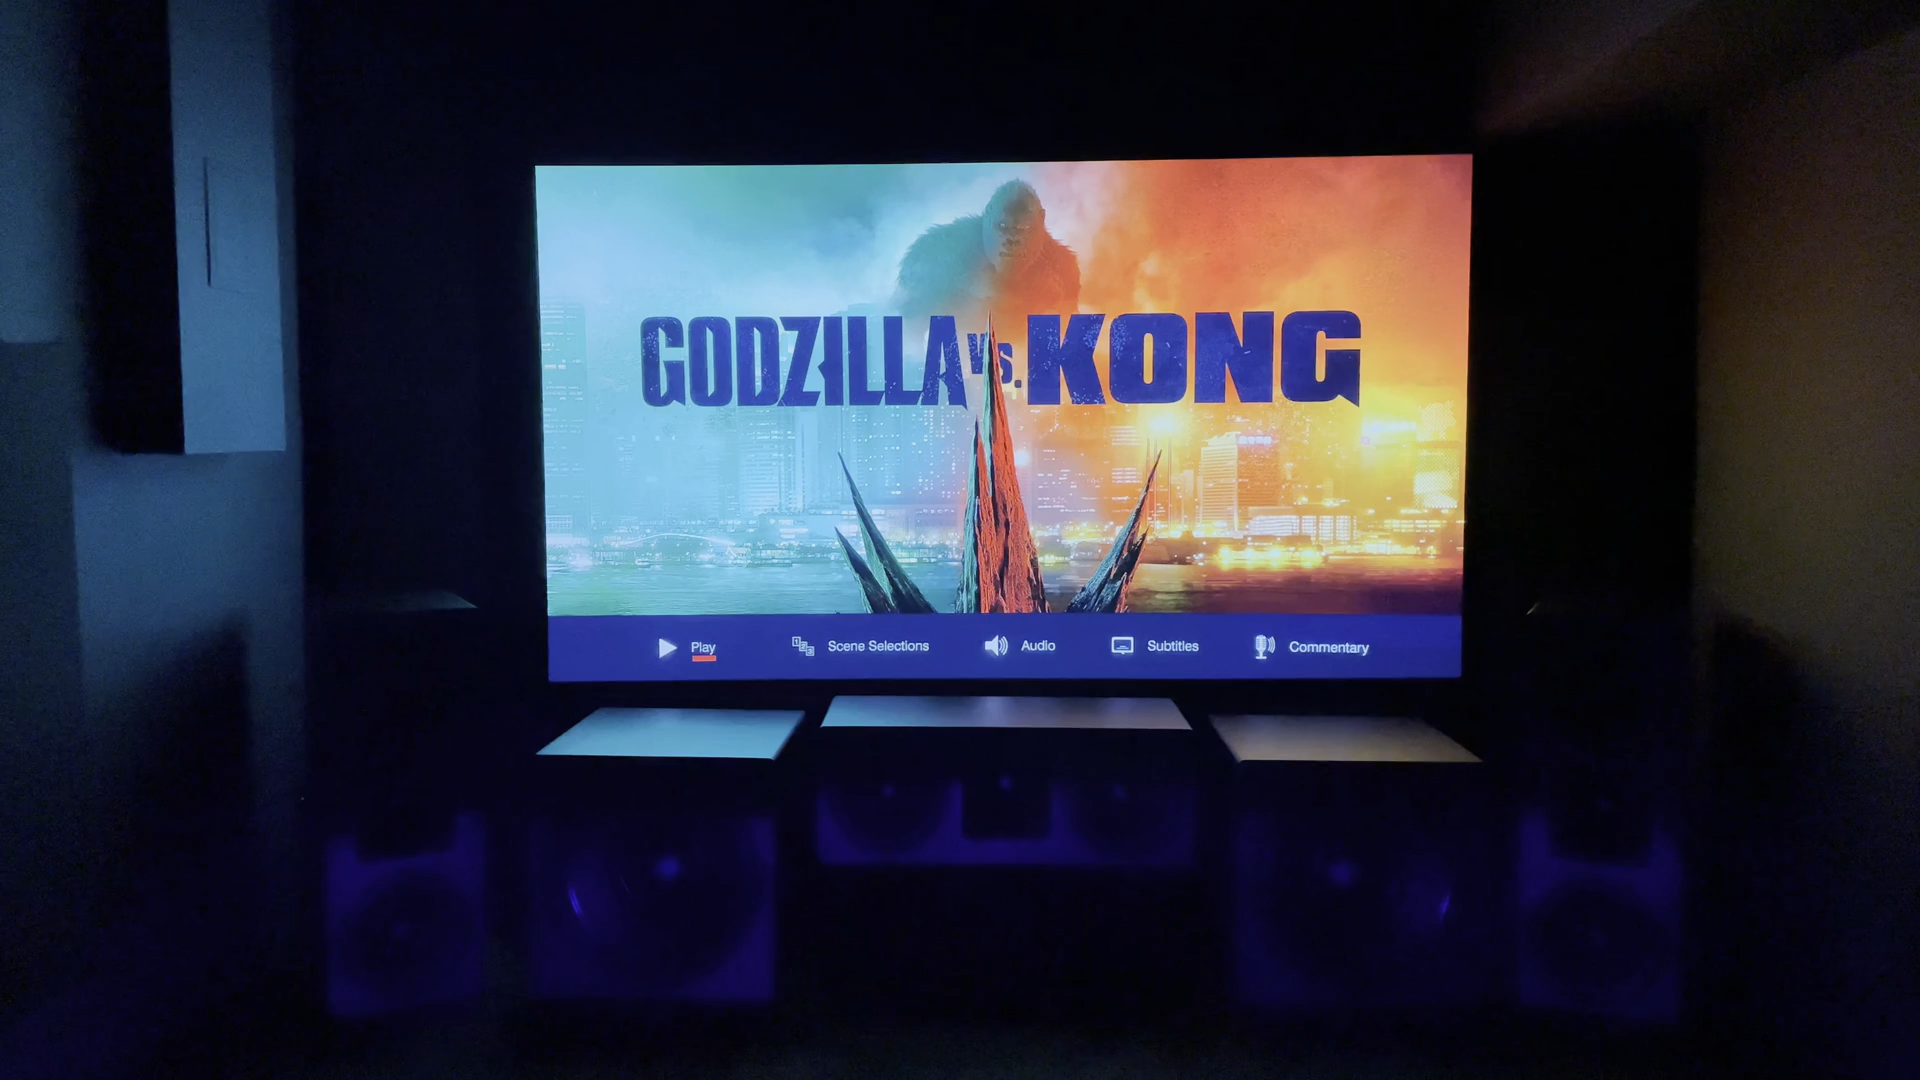 GODZILLA VS. KONG
Play Scene Selections Audio Subtitles Commentary